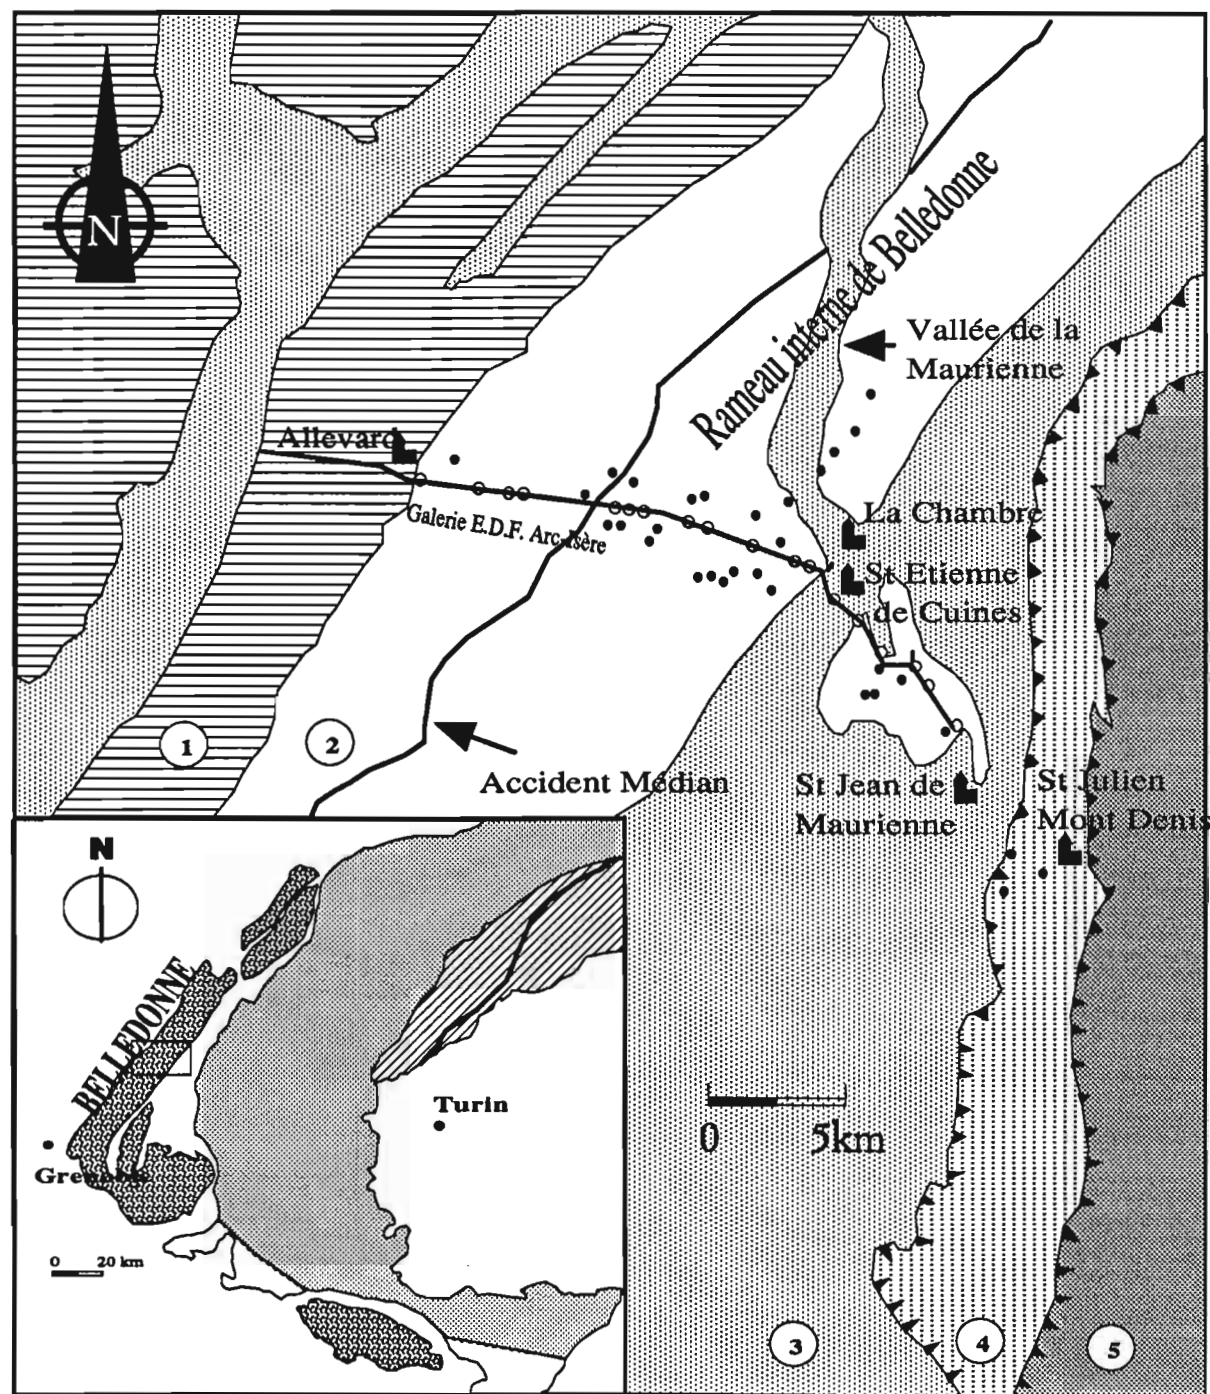 N
Rameau interne de Belledonne
Vallée de la
Maurienne
Allevard
Galerie E.D.F. Arc-Isère
La Chambre
St Etienne
de Cuines
1
2
Accident Médian
St Jean de
Maurienne
St Julien
Mont Denis
N
BELLEDONNE
Turin
Grenoble
0 20 km
0 5km
3
4
5